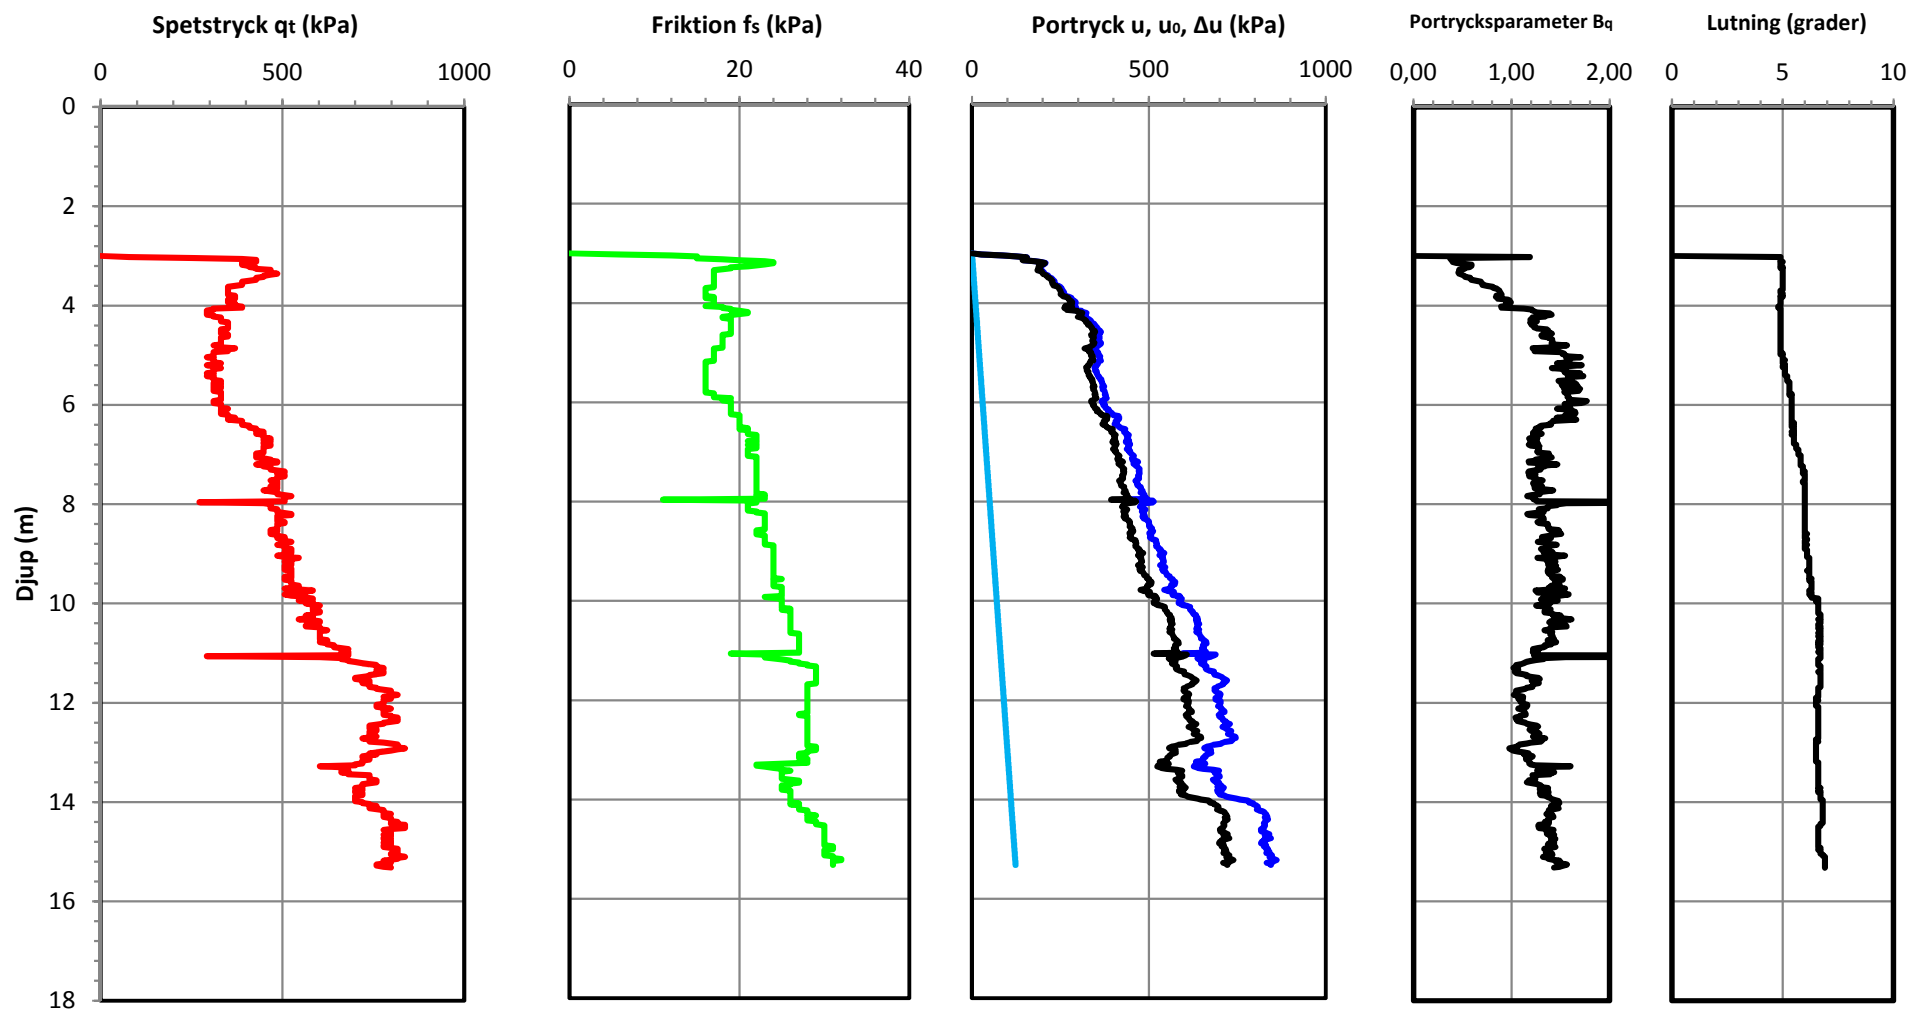 Spetstryck qt (kPa)
Friktion fs (kPa)
Portryck u, u₀, Δu (kPa)
Portrycksparameter Bq
Lutning (grader)
0 500 1000
0 20 40
0 500 1000
0,00 1,00 2,00
0 5 10
Djup (m)
0
2
4
6
8
10
12
14
16
18